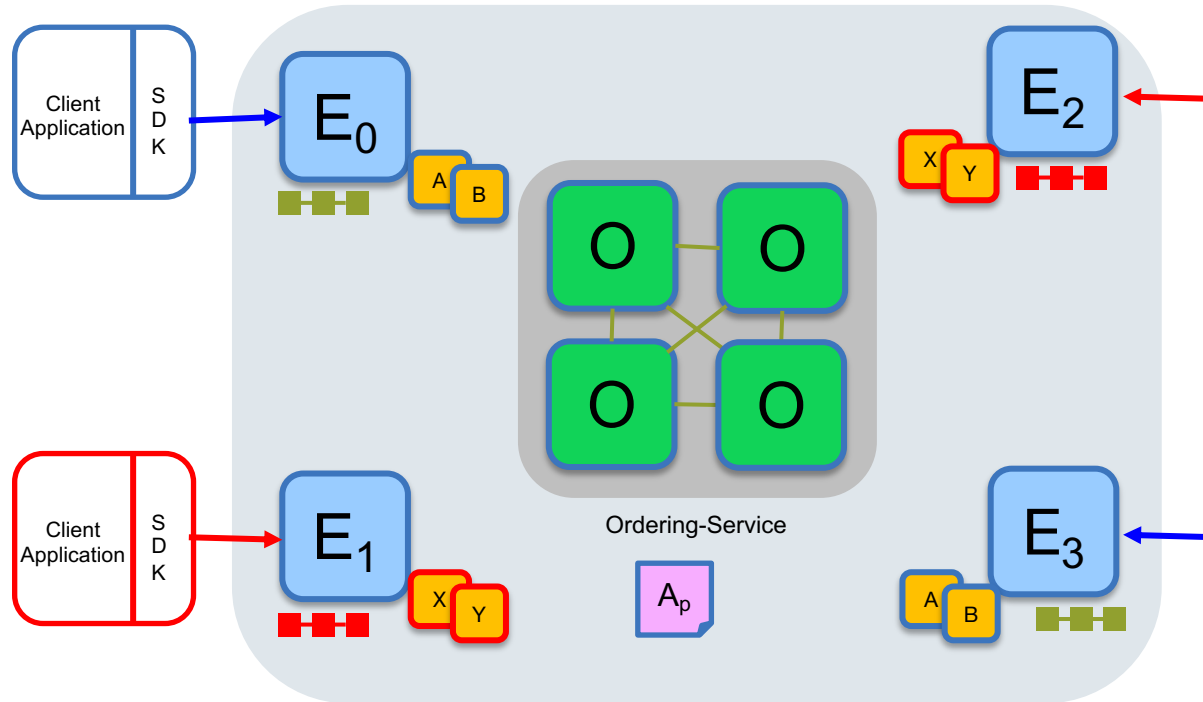 Client
Application
S
D
K
E0
A
B
E2
X
Y
O
O
O
O
Ordering-Service
Client
Application
S
D
K
E1
X
Y
Ap
E3
A
B